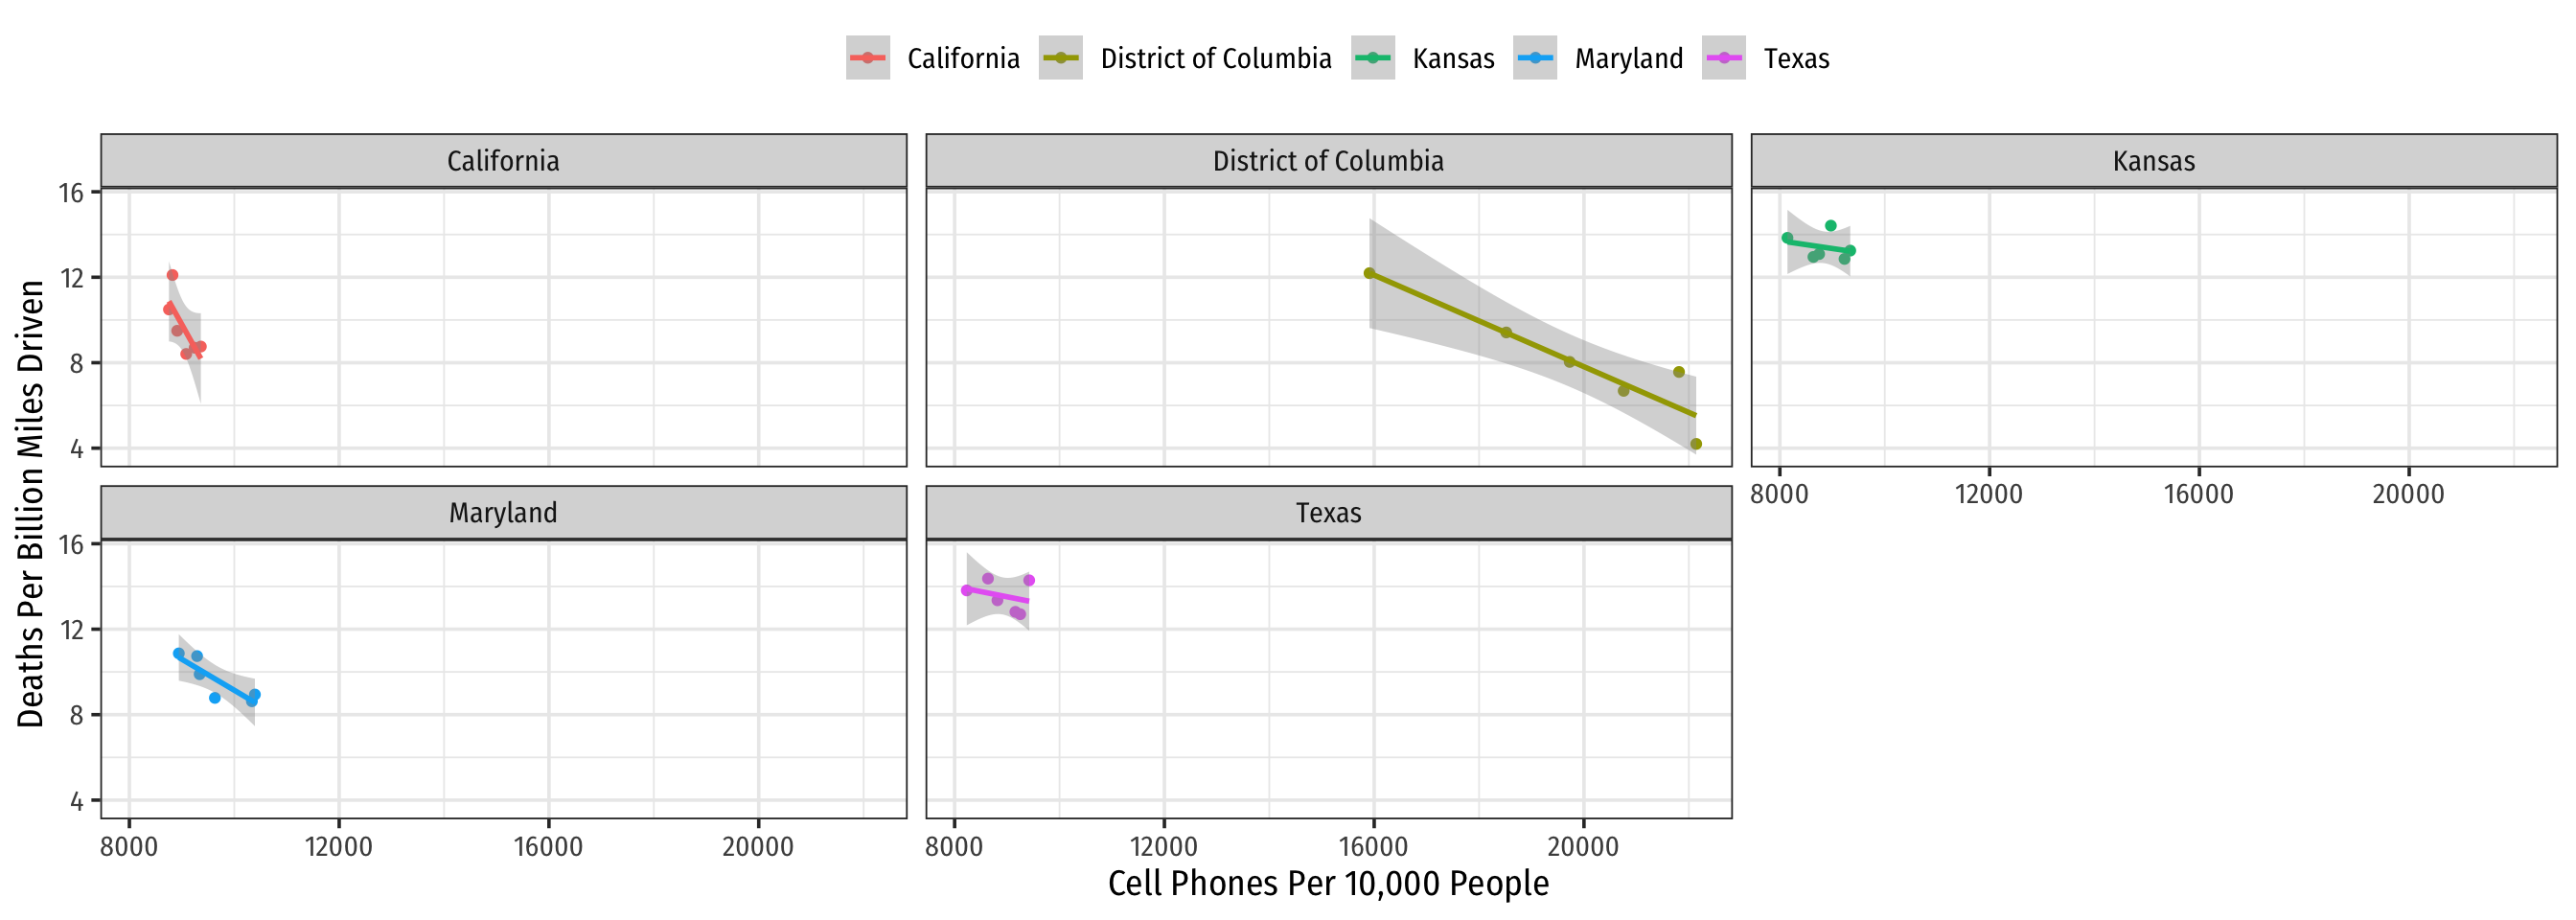 California District of Columbia Kansas Maryland Texas
California District of Columbia Kansas
16
12
8
4
8000 12000 16000 20000
Maryland Texas
16
12
8
4
8000 12000 16000 20000 8000 12000 16000 20000
Cell Phones Per 10,000 People
Deaths Per Billion Miles Driven